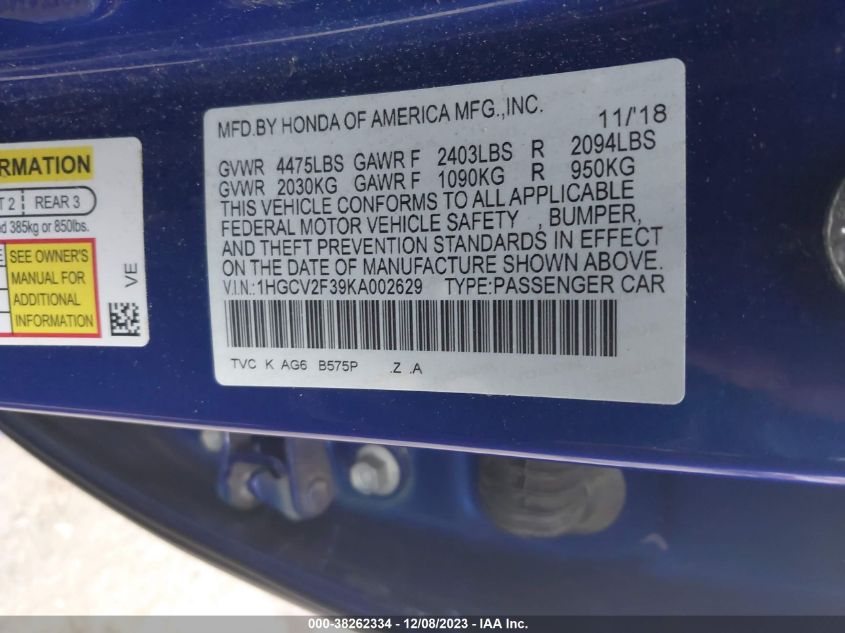 MFD.BY HONDA OF AMERICA MFG.,INC. 11/'18
GVWR 4475LBS GAWR F 2403LBS R 2094LBS
GVWR 2030KG GAWR F 1090KG R 950KG
THIS VEHICLE CONFORMS TO ALL APPLICABLE
FEDERAL MOTOR VEHICLE SAFETY , BUMPER,
AND THEFT PREVENTION STANDARDS IN EFFECT
ON THE DATE OF MANUFACTURE SHOWN ABOVE.
V.I.N.:1HGCV2F39KA002629 TYPE:PASSENGER CAR
TVC K AG6 B575P .Z .A
RMATION
T 2 REAR 3
385kg or 850lbs.
SEE OWNER'S
MANUAL FOR
ADDITIONAL
INFORMATION
VE
000-38262334 - 12/08/2023 - Copyright IAA, Inc.